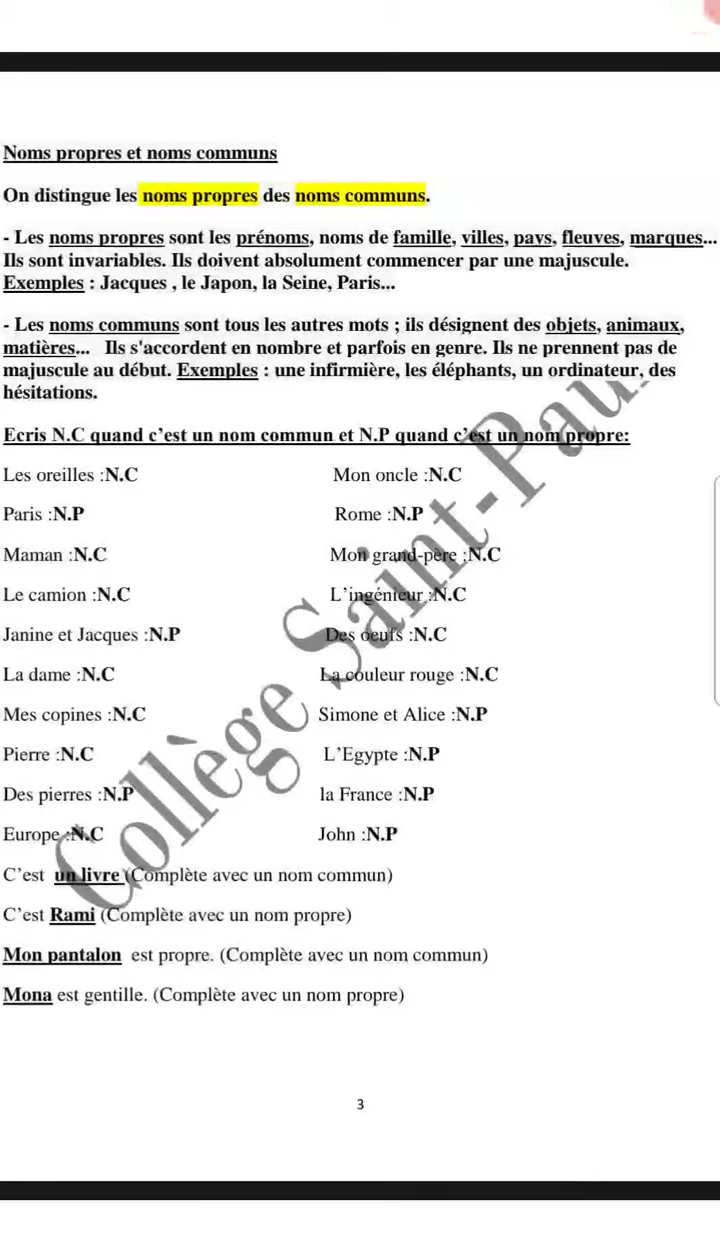 Noms propres et noms communs
On distingue les noms propres des noms communs.
- Les noms propres sont les prénoms, noms de famille, villes, pays, fleuves, marques...
Ils sont invariables. Ils doivent absolument commencer par une majuscule.
Exemples : Jacques , le Japon, la Seine, Paris...
- Les noms communs sont tous les autres mots ; ils désignent des objets, animaux,
matières... Ils s'accordent en nombre et parfois en genre. Ils ne prennent pas de
majuscule au début. Exemples : une infirmière, les éléphants, un ordinateur, des
hésitations.
Ecris N.C quand c’est un nom commun et N.P quand c’est un nom propre:
Les oreilles :N.C Mon oncle :N.C
Paris :N.P Rome :N.P
Maman :N.C Mon grand-père :N.C
Le camion :N.C L’ingénieur :N.C
Janine et Jacques :N.P Des oeufs :N.C
La dame :N.C La couleur rouge :N.C
Mes copines :N.C Simone et Alice :N.P
Pierre :N.C L’Egypte :N.P
Des pierres :N.P la France :N.P
Europe :N.C John :N.P
C’est un livre (Complète avec un nom commun)
C’est Rami (Complète avec un nom propre)
Mon pantalon est propre. (Complète avec un nom commun)
Mona est gentille. (Complète avec un nom propre)
3
Collège Saint-Paul